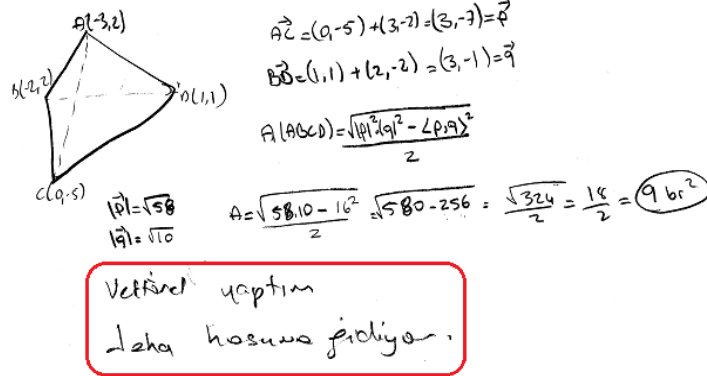 A(-3,2)
B(-2,2)
D(1,1)
C(0,-5)
AC⃗=(0,-5)+(3,-2)=(3,-7)=p⃗
BD⃗=(1,1)+(2,-2)=(3,-1)=q⃗
A(ABCD)=√(|p|²|q|²-<p,q>²)/2
|p⃗|=√58
|q⃗|=√10
A=√(58.10-16²)/2 = √(580-256) = √324/2 = 18/2 = 9 br²
Vektörel yaptım
daha hoşuma gidiyor.